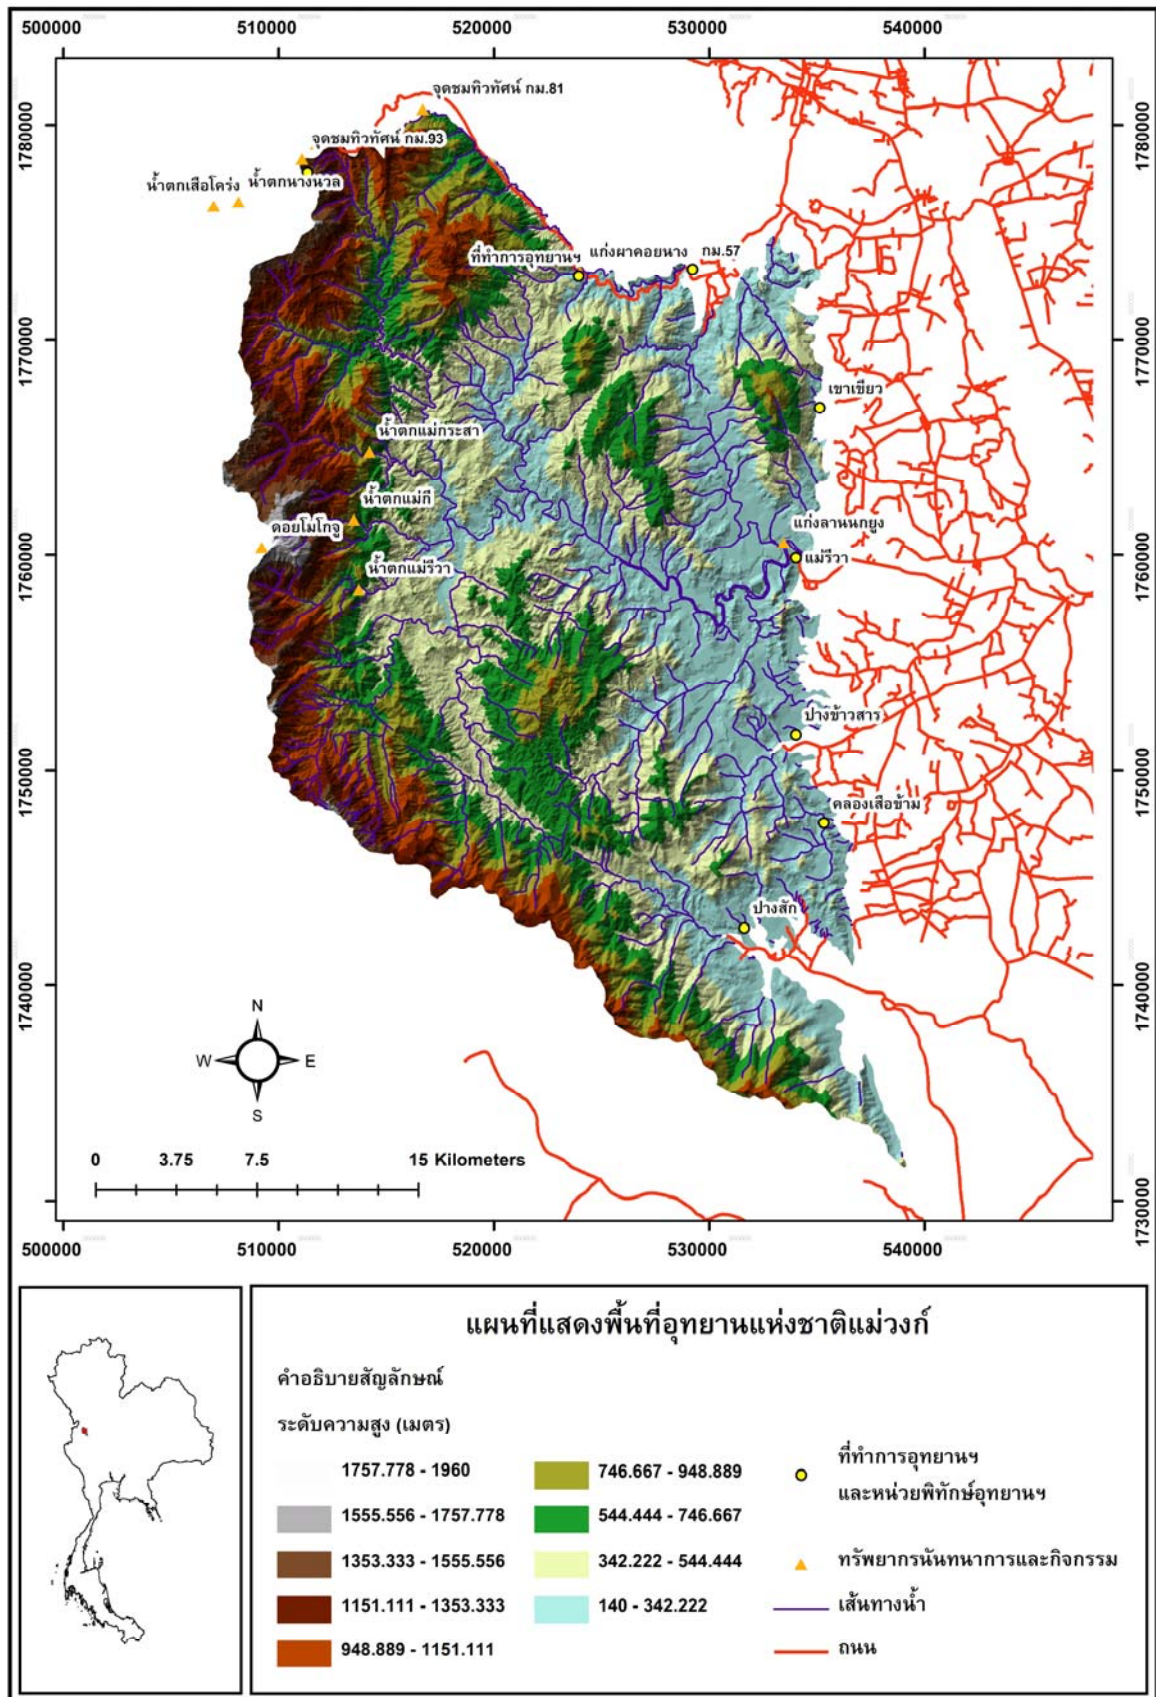 500000 510000 520000 530000 540000
1780000 1780000
1770000 1770000
1760000 1760000
1750000 1750000
1740000 1740000
1730000 1730000
จุดชมทิวทัศน์ กม.81
จุดชมทิวทัศน์ กม.93
น้ำตกเสือโคร่ง น้ำตกนางนวล
ที่ทำการอุทยานฯ แก่งผาคอยนาง กม.57
เขาเขียว
น้ำตกแม่กระสา
น้ำตกแม่กี
แก่งลานนกยูง
ดอยโมโกจู
แม่รีวา
น้ำตกแม่รีวา
ปางข้าวสาร
คลองเสือข้าม
ปางสัก
N
W E
S
0 3.75 7.5 15 Kilometers
500000 510000 520000 530000 540000
แผนที่แสดงพื้นที่อุทยานแห่งชาติแม่วงก์
คำอธิบายสัญลักษณ์
ระดับความสูง (เมตร)
1757.778 - 1960
1555.556 - 1757.778
1353.333 - 1555.556
1151.111 - 1353.333
948.889 - 1151.111
746.667 - 948.889
544.444 - 746.667
342.222 - 544.444
140 - 342.222
ที่ทำการอุทยานฯ
และหน่วยพิทักษ์อุทยานฯ
ทรัพยากรนันทนาการและกิจกรรม
เส้นทางน้ำ
ถนน